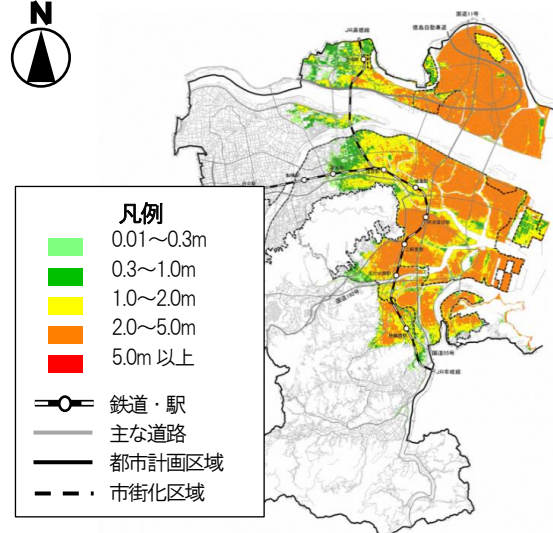 N
国道11号
徳島自動車道
JR高徳線
凡例
0.01～0.3m
0.3～1.0m
1.0～2.0m
2.0～5.0m
5.0m 以上
国道55号
JR牟岐線
鉄道・駅
主な道路
都市計画区域
市街化区域